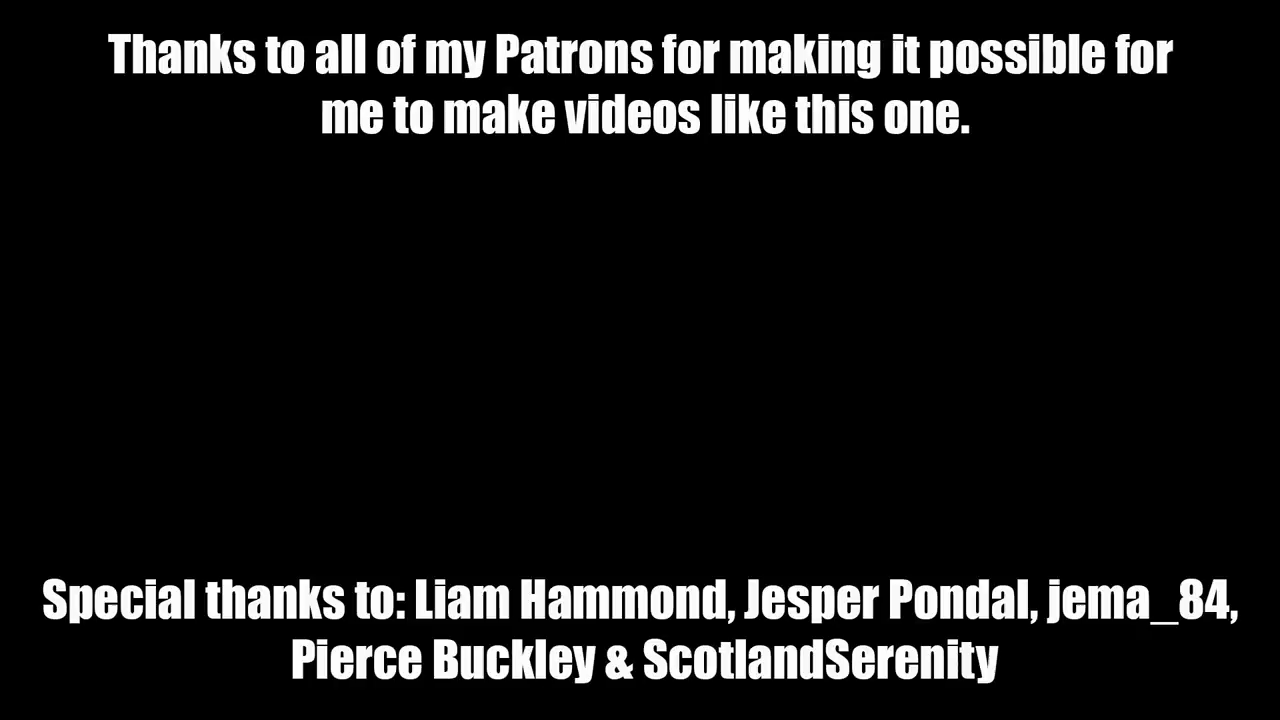 Thanks to all of my Patrons for making it possible for
me to make videos like this one.
Special thanks to: Liam Hammond, Jesper Pondal, jema_84,
Pierce Buckley & ScotlandSerenity